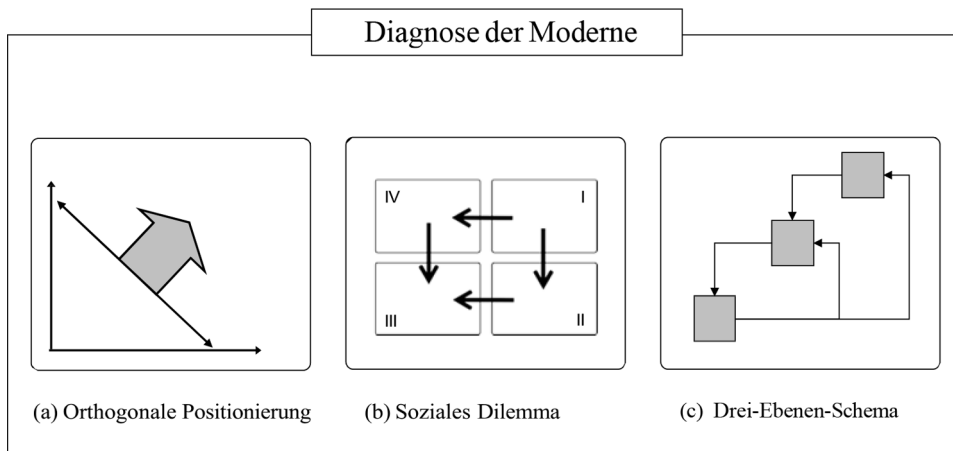 Diagnose der Moderne
IV
I
III
II
(a) Orthogonale Positionierung
(b) Soziales Dilemma
(c) Drei-Ebenen-Schema